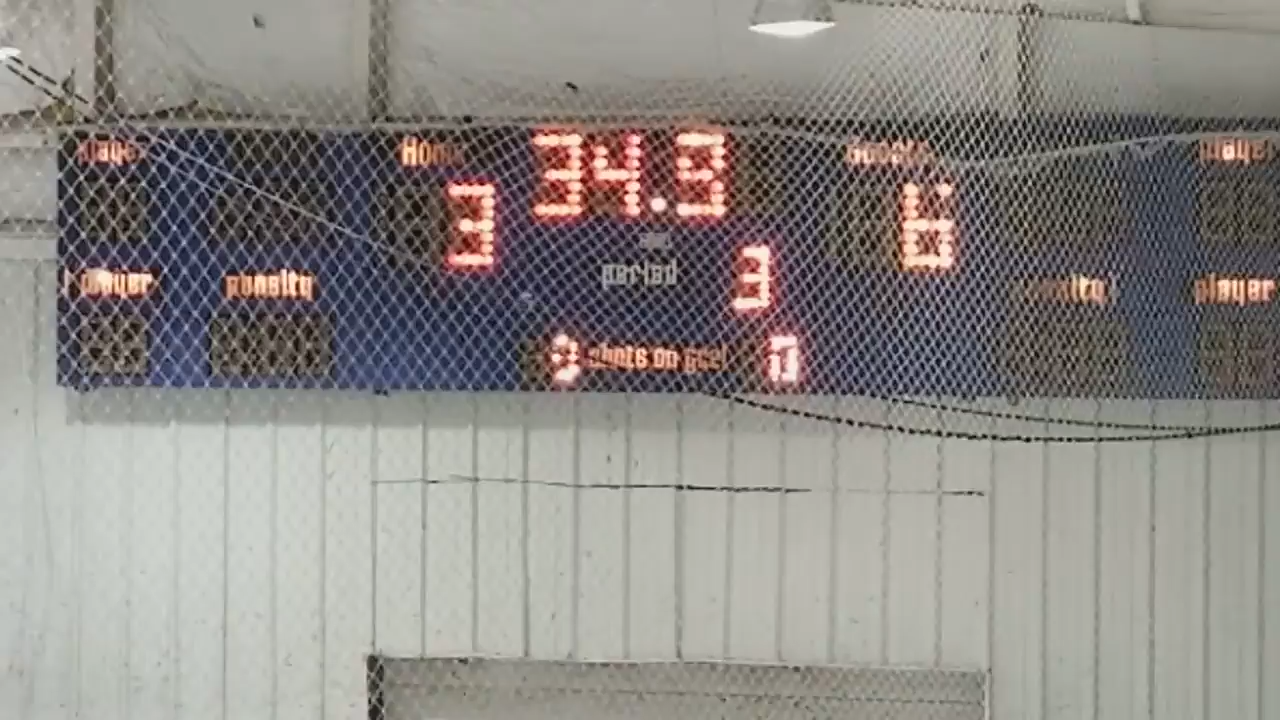 player Home 34.9 Guests player
3 6
period 3
player penalty penalty player
shots on goal